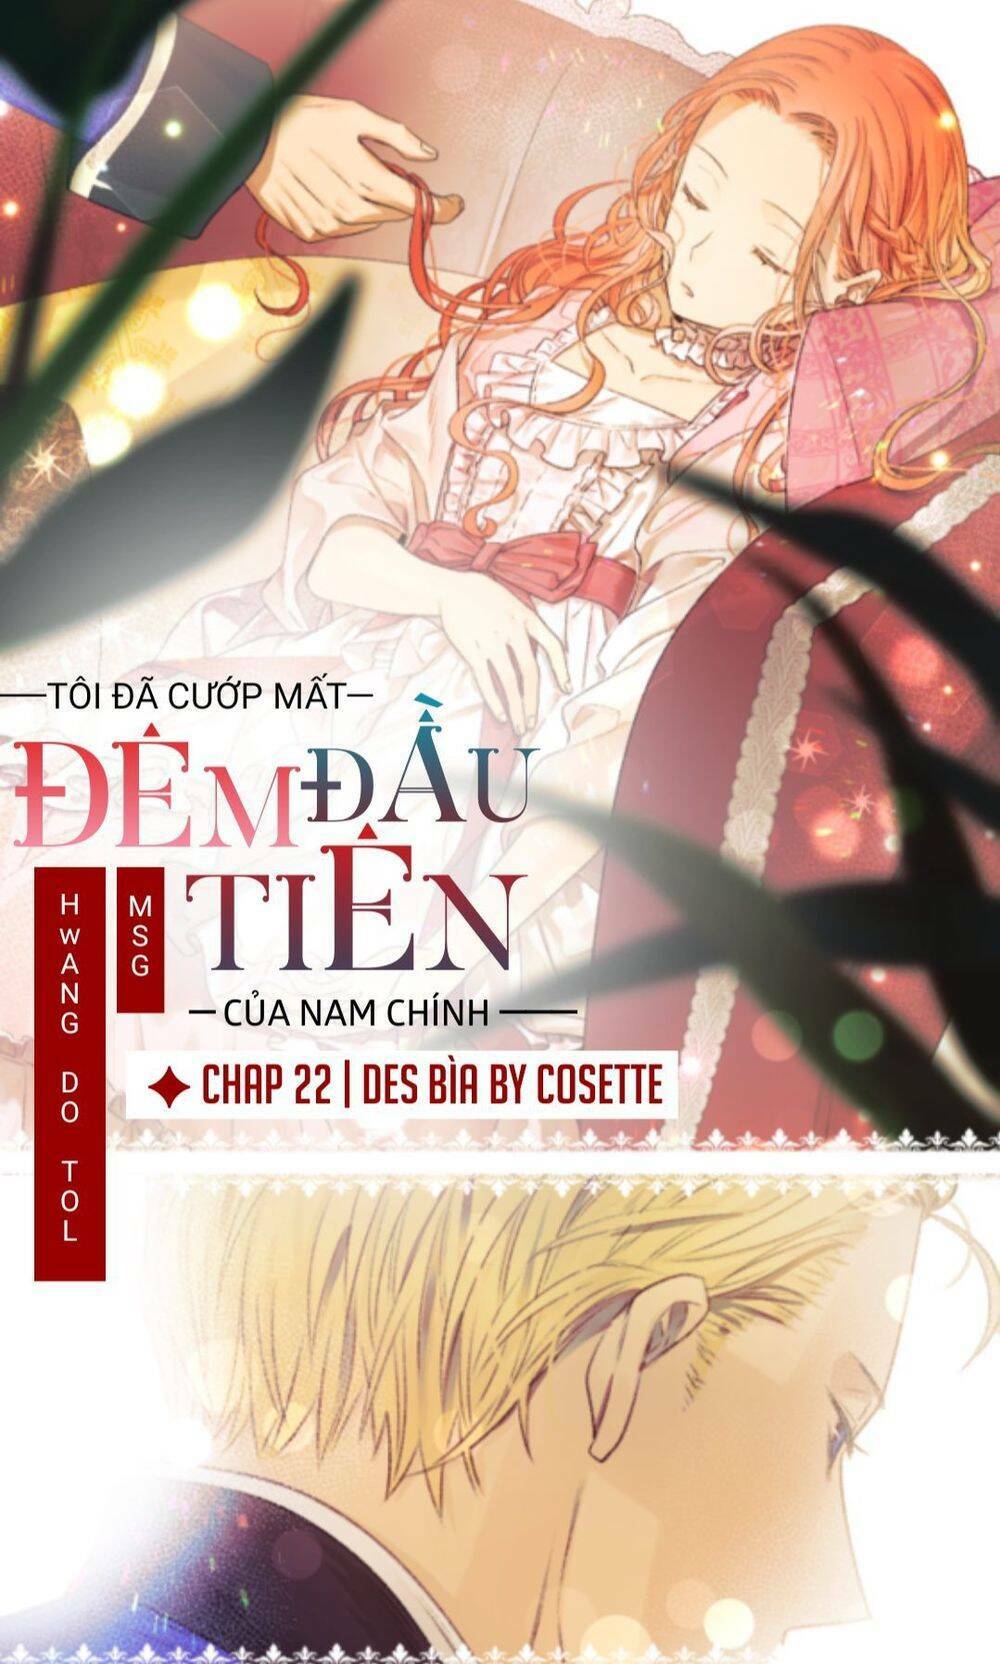 TÔI ĐÃ CƯỚP MẤT
ĐÊM ĐẦU
TIÊN
CỦA NAM CHÍNH
HWANG DO TOL
MSG
CHAP 22 | DES BÌA BY COSETTE